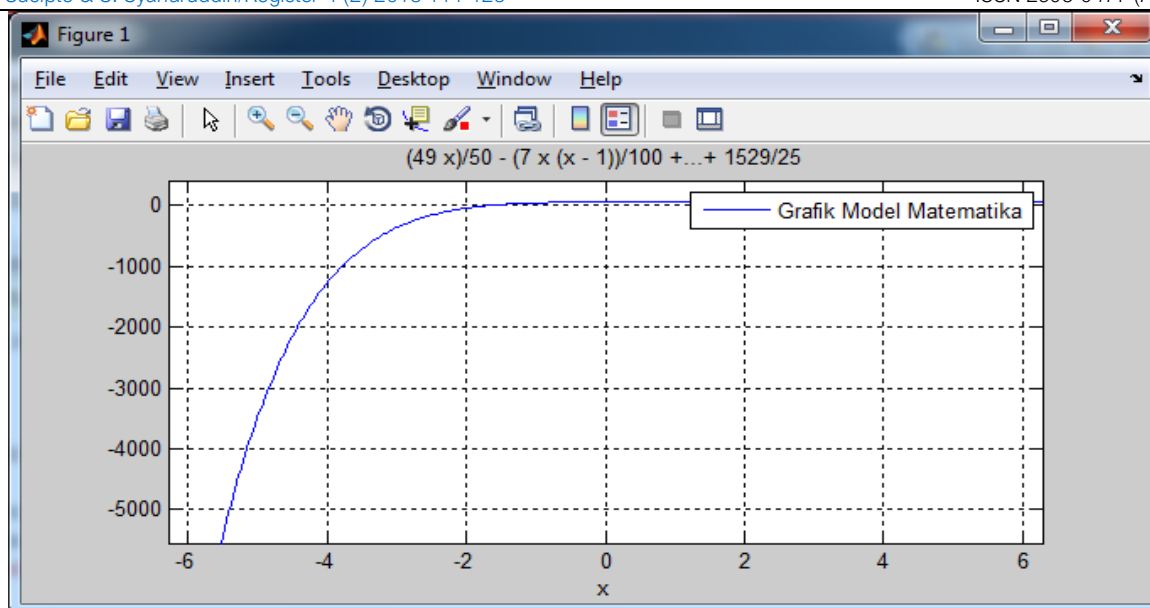 Figure 1
File Edit View Insert Tools Desktop Window Help
(49 x)/50 - (7 x (x - 1))/100 +...+ 1529/25
Grafik Model Matematika
0
-1000
-2000
-3000
-4000
-5000
-6 -4 -2 0 2 4 6
x